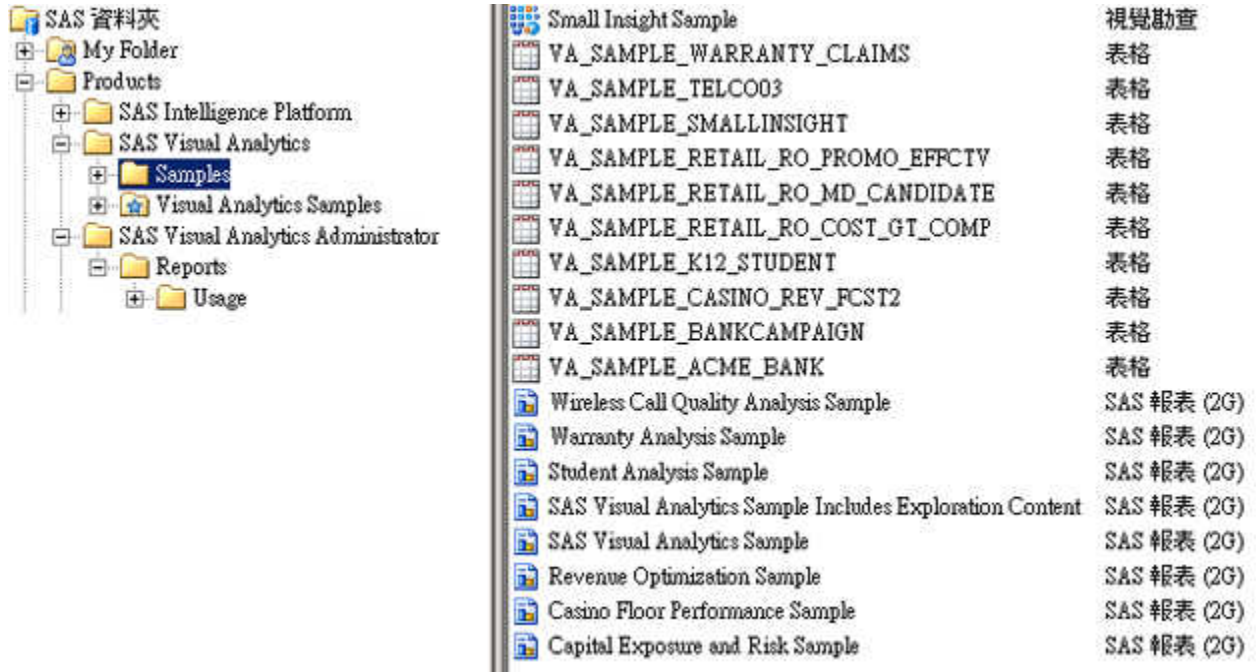 SAS 資料夾
My Folder
Products
SAS Intelligence Platform
SAS Visual Analytics
Samples
Visual Analytics Samples
SAS Visual Analytics Administrator
Reports
Usage
Small Insight Sample 視覺勘查
VA_SAMPLE_WARRANTY_CLAIMS 表格
VA_SAMPLE_TELCO03 表格
VA_SAMPLE_SMALLINSIGHT 表格
VA_SAMPLE_RETAIL_RO_PROMO_EFFCTV 表格
VA_SAMPLE_RETAIL_RO_MD_CANDIDATE 表格
VA_SAMPLE_RETAIL_RO_COST_GT_COMP 表格
VA_SAMPLE_K12_STUDENT 表格
VA_SAMPLE_CASINO_REV_FCST2 表格
VA_SAMPLE_BANKCAMPAIGN 表格
VA_SAMPLE_ACME_BANK 表格
Wireless Call Quality Analysis Sample SAS 報表 (2G)
Warranty Analysis Sample SAS 報表 (2G)
Student Analysis Sample SAS 報表 (2G)
SAS Visual Analytics Sample Includes Exploration Content SAS 報表 (2G)
SAS Visual Analytics Sample SAS 報表 (2G)
Revenue Optimization Sample SAS 報表 (2G)
Casino Floor Performance Sample SAS 報表 (2G)
Capital Exposure and Risk Sample SAS 報表 (2G)